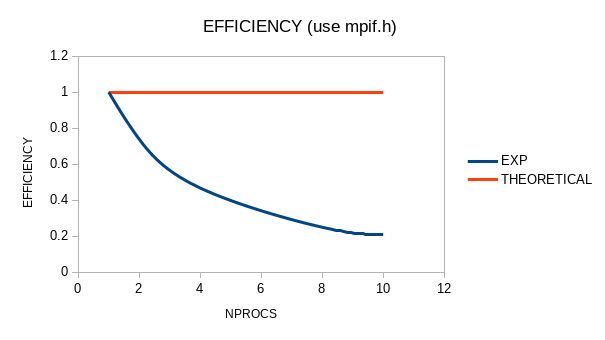 EFFICIENCY (use mpif.h)
1.2
1
0.8
0.6
0.4
0.2
0
EFFICIENCY
0 2 4 6 8 10 12
NPROCS
EXP
THEORETICAL